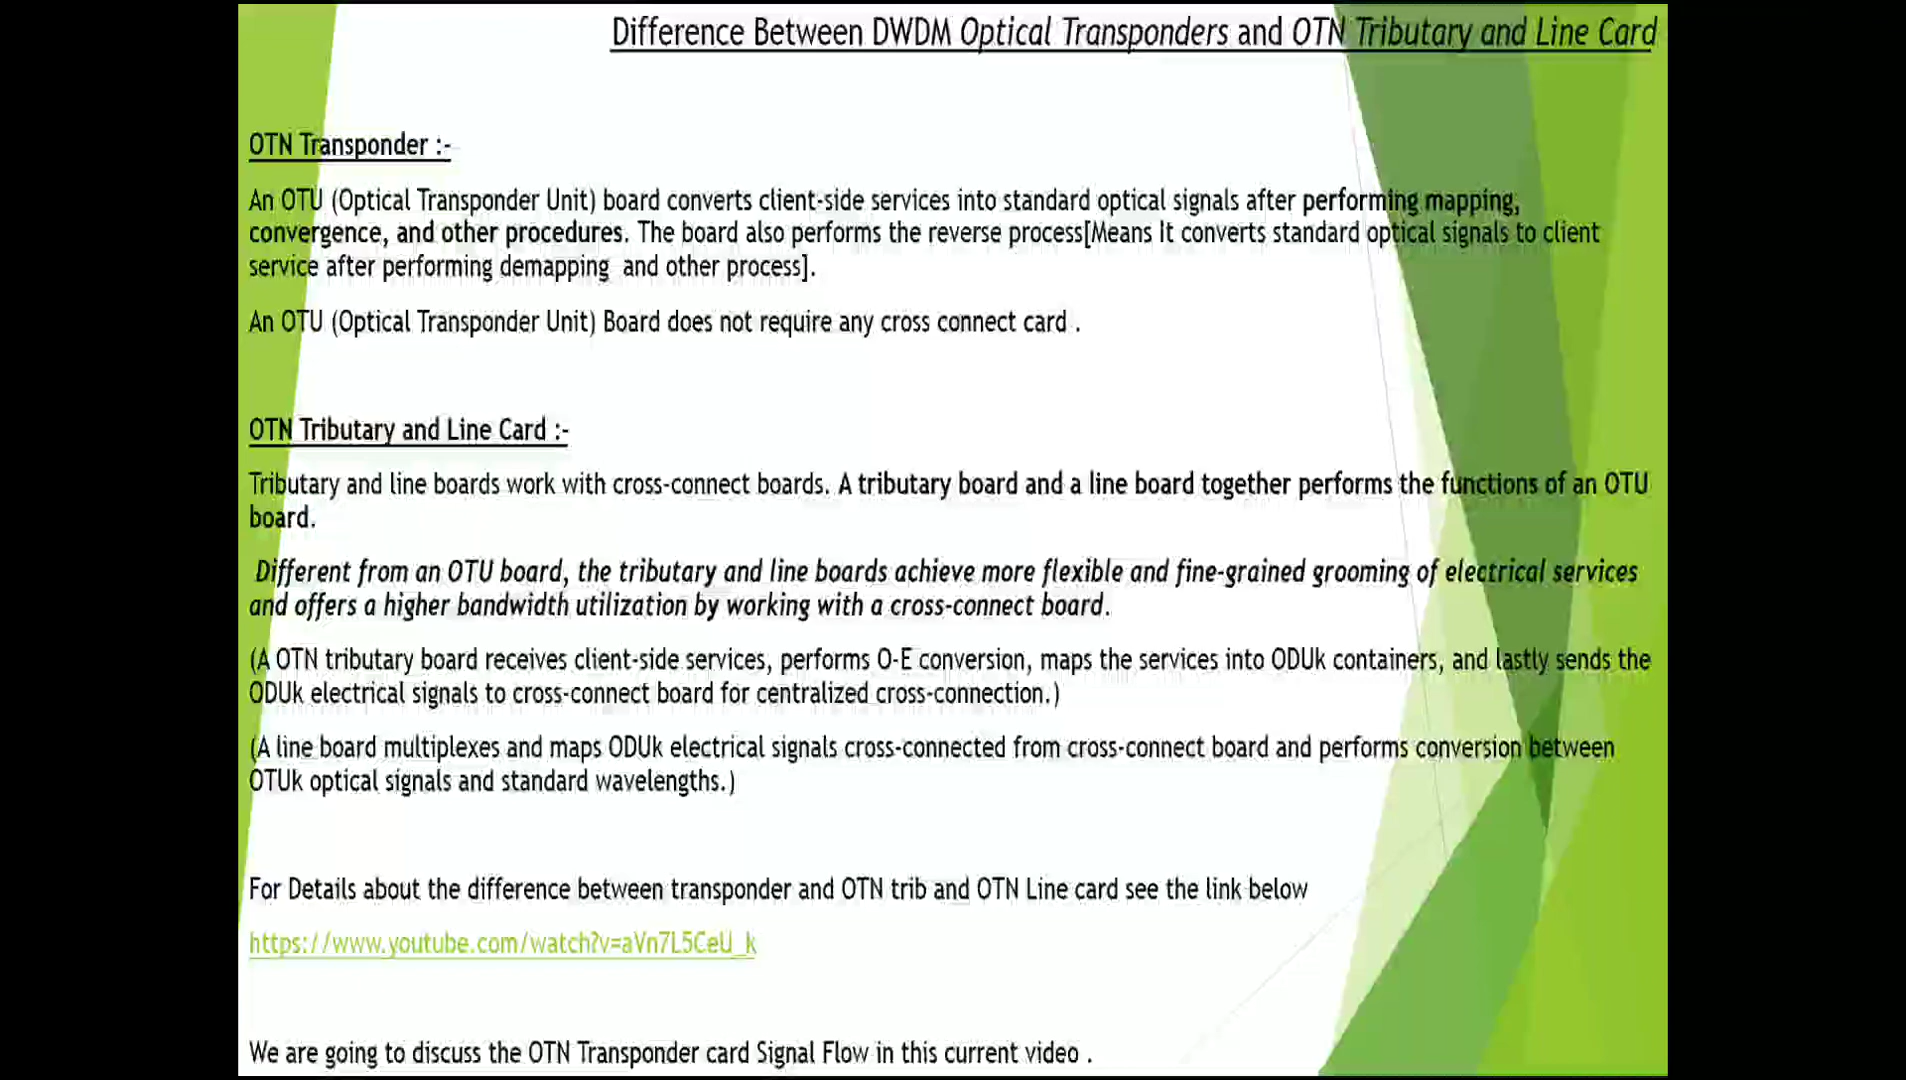 Difference Between DWDM Optical Transponders and OTN Tributary and Line Card
OTN Transponder :-
An OTU (Optical Transponder Unit) board converts client-side services into standard optical signals after performing mapping,
convergence, and other procedures. The board also performs the reverse process[Means It converts standard optical signals to client
service after performing demapping and other process].
An OTU (Optical Transponder Unit) Board does not require any cross connect card .
OTN Tributary and Line Card :-
Tributary and line boards work with cross-connect boards. A tributary board and a line board together performs the functions of an OTU
board.
Different from an OTU board, the tributary and line boards achieve more flexible and fine-grained grooming of electrical services
and offers a higher bandwidth utilization by working with a cross-connect board.
(A OTN tributary board receives client-side services, performs O-E conversion, maps the services into ODUk containers, and lastly sends the
ODUk electrical signals to cross-connect board for centralized cross-connection.)
(A line board multiplexes and maps ODUk electrical signals cross-connected from cross-connect board and performs conversion between
OTUk optical signals and standard wavelengths.)
For Details about the difference between transponder and OTN trib and OTN Line card see the link below
https://www.youtube.com/watch?v=aVn7L5CeU_k
We are going to discuss the OTN Transponder card Signal Flow in this current video .